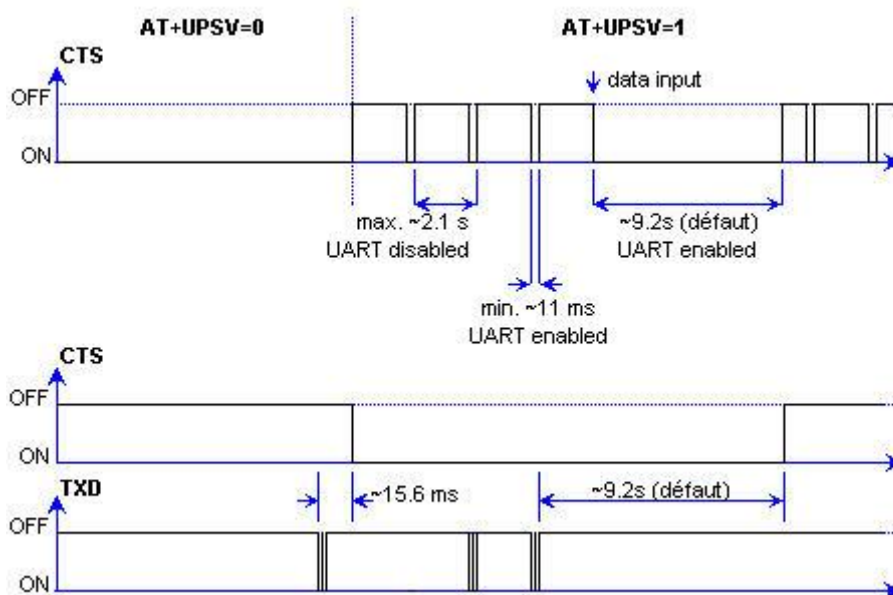 AT+UPSV=0
AT+UPSV=1
CTS
OFF
data input
ON
max. ~2.1 s
UART disabled
~9.2s (défaut)
UART enabled
min. ~11 ms
UART enabled
CTS
OFF
ON
TXD
~15.6 ms
~9.2s (défaut)
OFF
ON